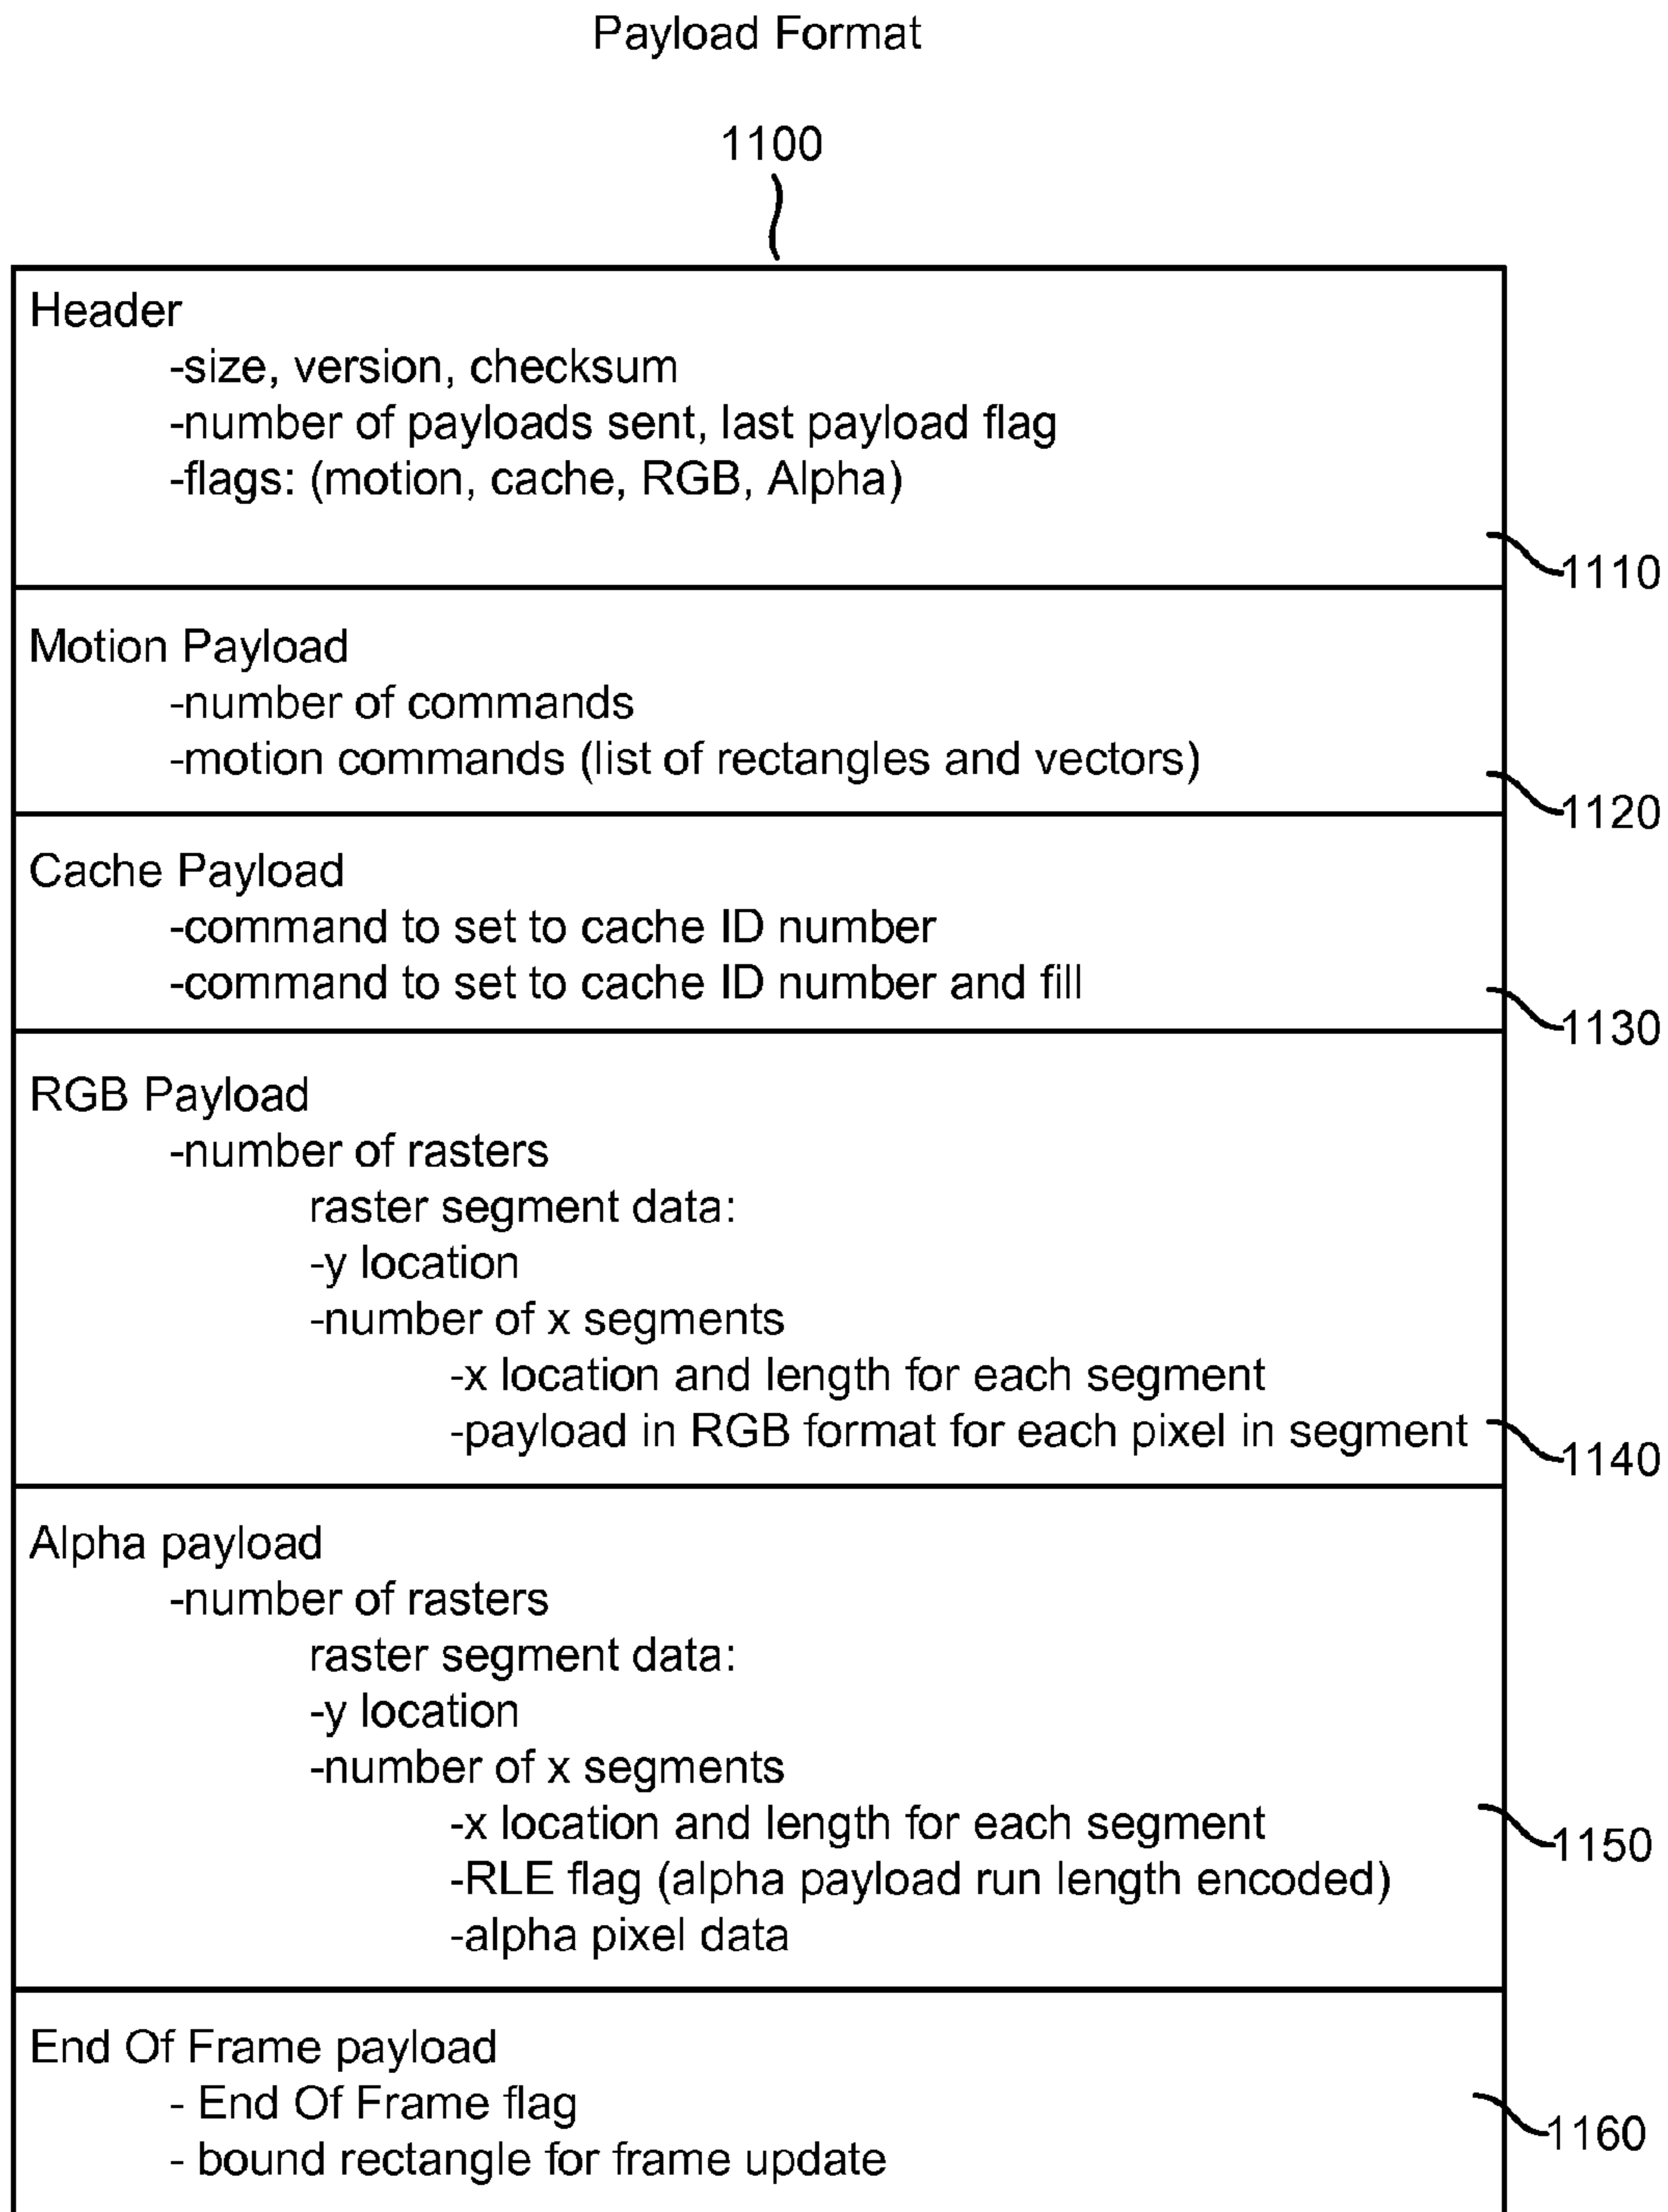 Payload Format
1100
Header
-size, version, checksum
-number of payloads sent, last payload flag
-flags: (motion, cache, RGB, Alpha)
1110
Motion Payload
-number of commands
-motion commands (list of rectangles and vectors)
1120
Cache Payload
-command to set to cache ID number
-command to set to cache ID number and fill
1130
RGB Payload
-number of rasters
raster segment data:
-y location
-number of x segments
-x location and length for each segment
-payload in RGB format for each pixel in segment
1140
Alpha payload
-number of rasters
raster segment data:
-y location
-number of x segments
-x location and length for each segment
1150
-RLE flag (alpha payload run length encoded)
-alpha pixel data
End Of Frame payload
- End Of Frame flag
1160
- bound rectangle for frame update